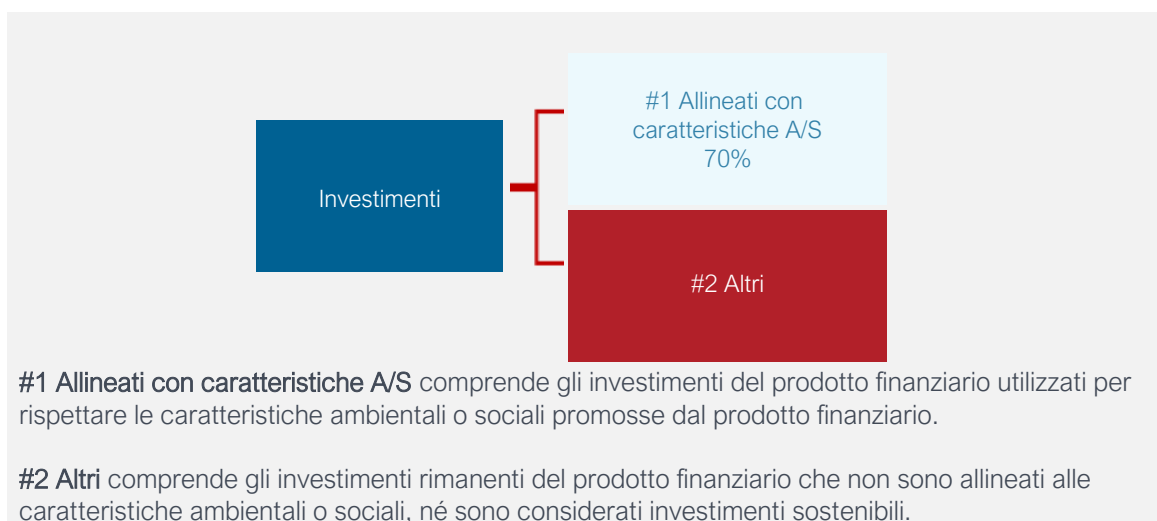 #1 Allineati con
caratteristiche A/S
70%
Investimenti
#2 Altri
#1 Allineati con caratteristiche A/S comprende gli investimenti del prodotto finanziario utilizzati per
rispettare le caratteristiche ambientali o sociali promosse dal prodotto finanziario.
#2 Altri comprende gli investimenti rimanenti del prodotto finanziario che non sono allineati alle
caratteristiche ambientali o sociali, né sono considerati investimenti sostenibili.